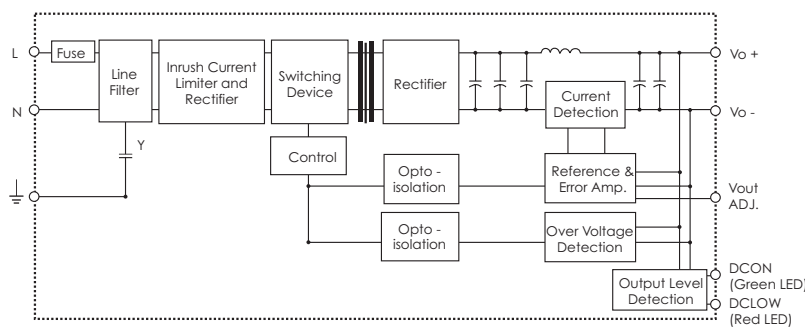 L
Fuse
Line
Filter
Inrush Current
Limiter and
Rectifier
Switching
Device
Rectifier
Vo +
N
Current
Detection
Vo -
Y
Control
Opto -
isolation
Reference &
Error Amp.
Vout
ADJ.
Opto -
isolation
Over Voltage
Detection
Output Level
Detection
DCON
(Green LED)
DCLOW
(Red LED)